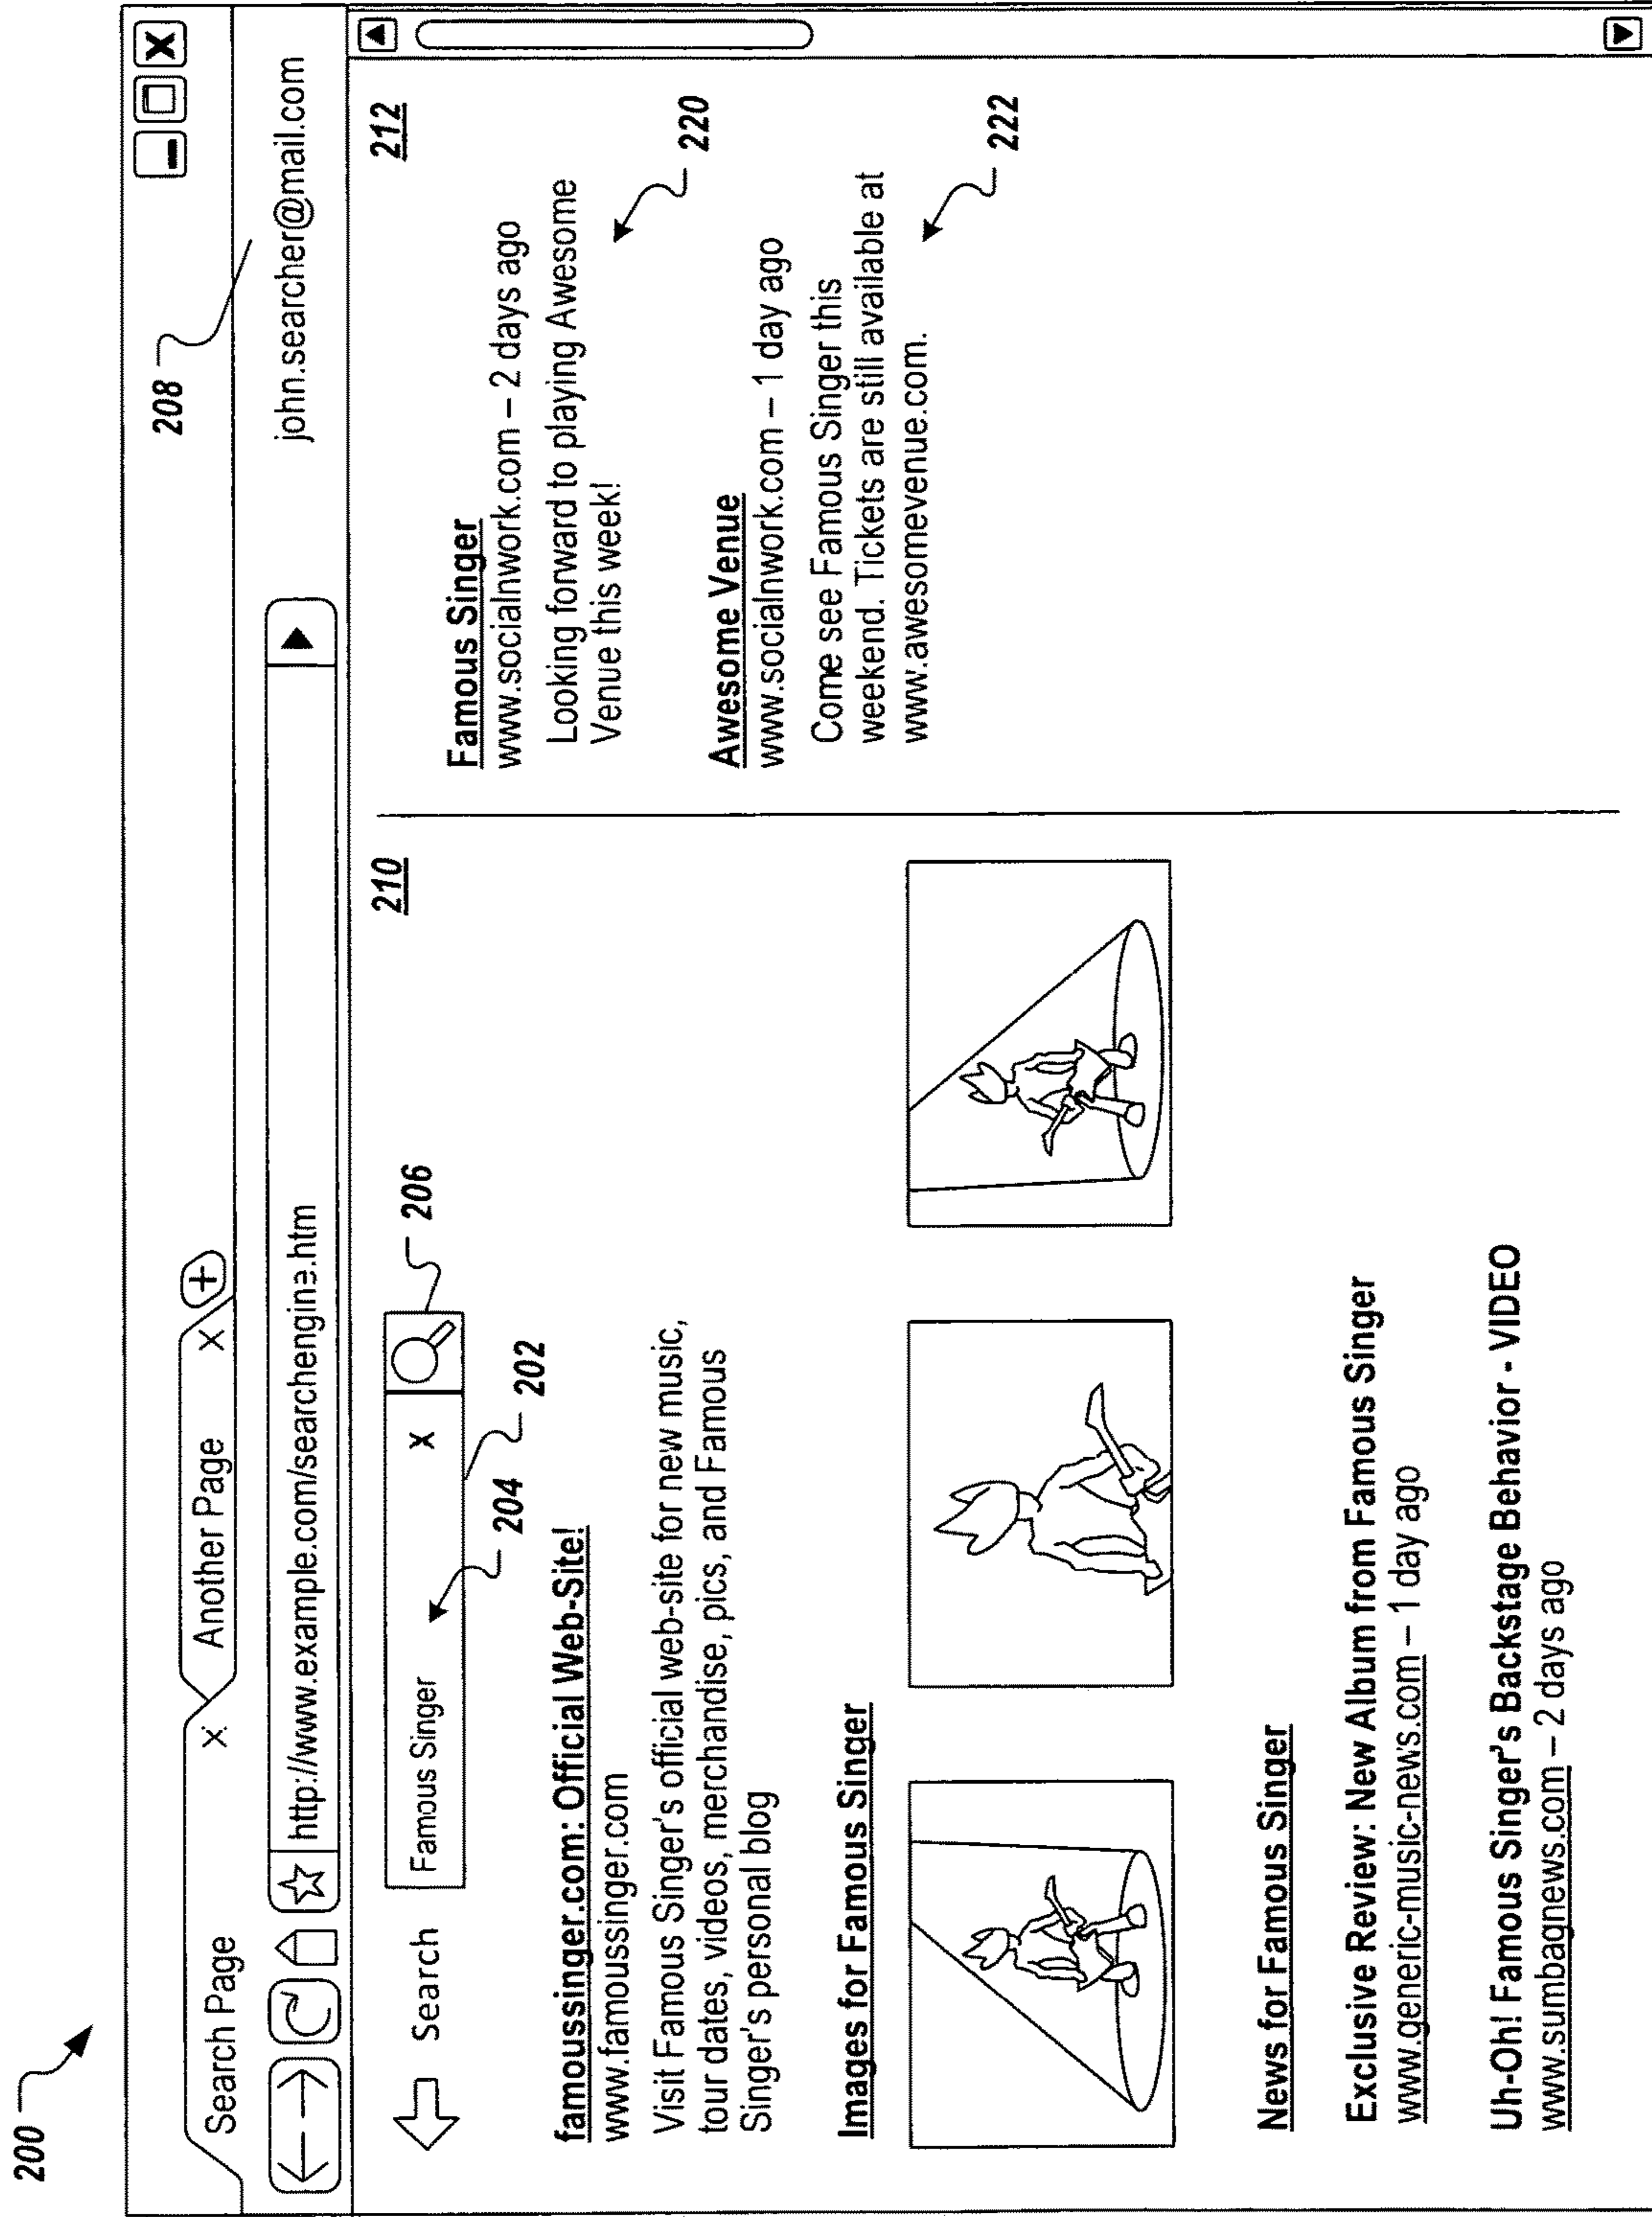 200
208
Search Page X
Another Page X
+
X
http://www.example.com/searchengine.htm
john.searcher@mail.com
Search
Famous Singer X
206
204
202
210
famoussinger.com: Official Web-Site!
www.famoussinger.com
Visit Famous Singer's official web-site for new music,
tour dates, videos, merchandise, pics, and Famous
Singer's personal blog
Images for Famous Singer
News for Famous Singer
Exclusive Review: New Album from Famous Singer
www.generic-music-news.com – 1 day ago
Uh-Oh! Famous Singer's Backstage Behavior - VIDEO
www.sumbagnews.com – 2 days ago
212
Famous Singer
www.socialnwork.com – 2 days ago
Looking forward to playing Awesome
Venue this week!
220
Awesome Venue
www.socialnwork.com – 1 day ago
Come see Famous Singer this
weekend. Tickets are still available at
www.awesomevenue.com.
222